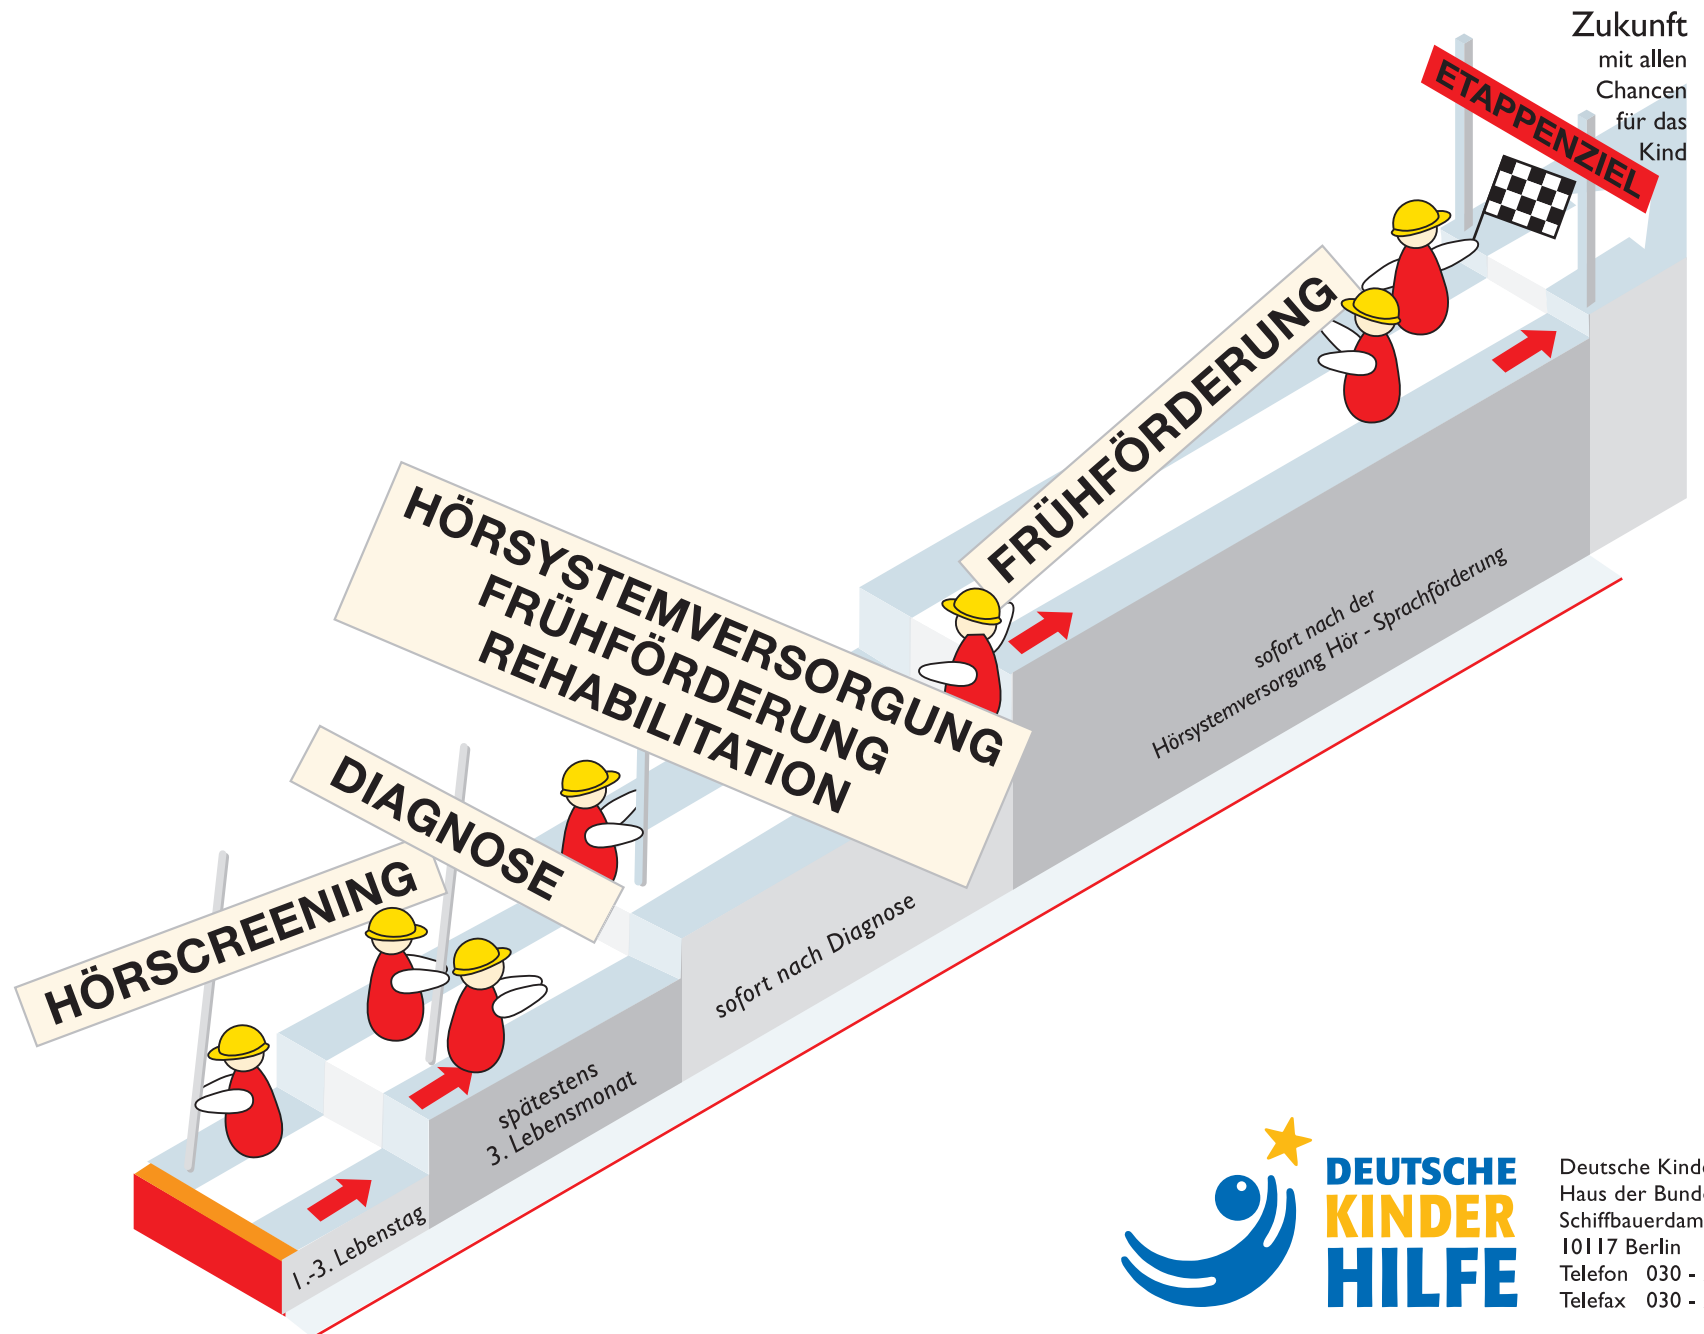 Zukunft
mit allen
Chancen
für das
Kind
ETAPPENZIEL
FRÜHFÖRDERUNG
HÖRSYSTEMVERSORGUNG
FRÜHFÖRDERUNG
REHABILITATION
DIAGNOSE
HÖRSCREENING
sofort nach der
Hörsystemversorgung Hör - Sprachförderung
sofort nach Diagnose
spätestens
3. Lebensmonat
1.-3. Lebenstag
DEUTSCHE
KINDER
HILFE
Deutsche Kind
Haus der Bund
Schiffbauerdam
10117 Berlin
Telefon 030 -
Telefax 030 -